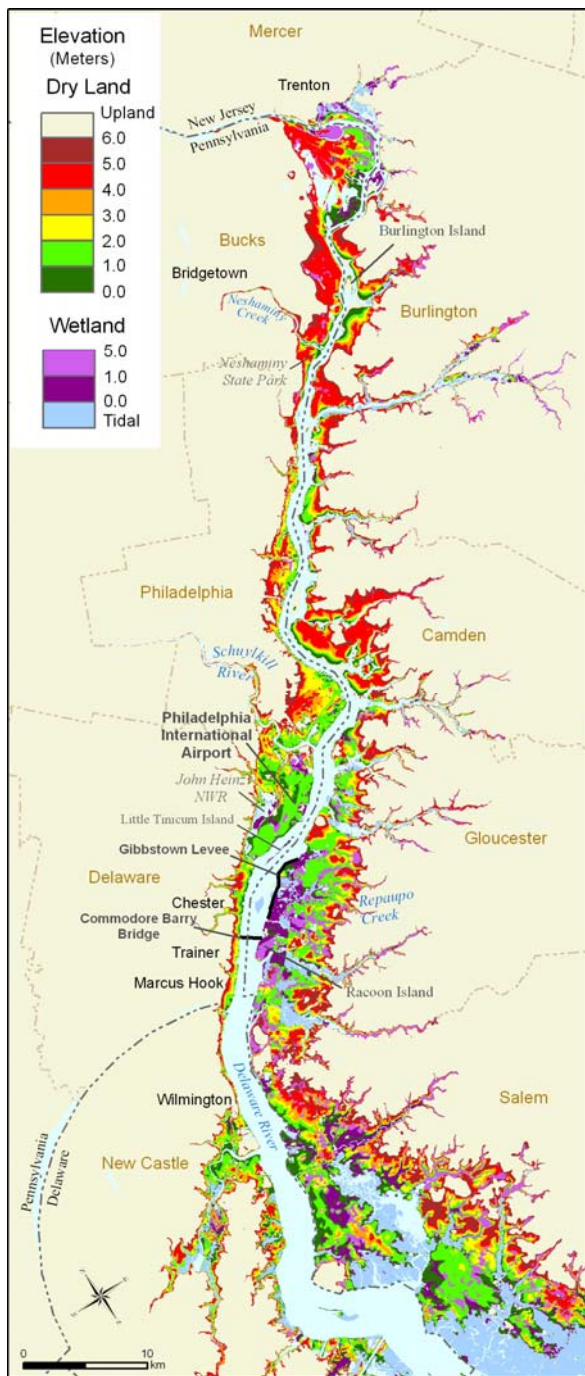 Elevation
(Meters)
Dry Land
Upland
6.0
5.0
4.0
3.0
2.0
1.0
0.0
Wetland
5.0
1.0
0.0
Tidal
Mercer
Trenton
New Jersey
Pennsylvania
Bucks
Burlington Island
Bridgetown
Neshaminy
Creek
Burlington
Neshaminy
State Park
Philadelphia
Camden
Schuylkill
River
Philadelphia
International
Airport
John Heinz
NWR
Little Tinicum Island
Gloucester
Gibbstown Levee
Delaware
Chester
Repaupo
Creek
Commodore Barry
Bridge
Trainer
Racoon Island
Marcus Hook
Delaware River
Wilmington
Salem
Pennsylvania
Delaware
New Castle
0
10
km